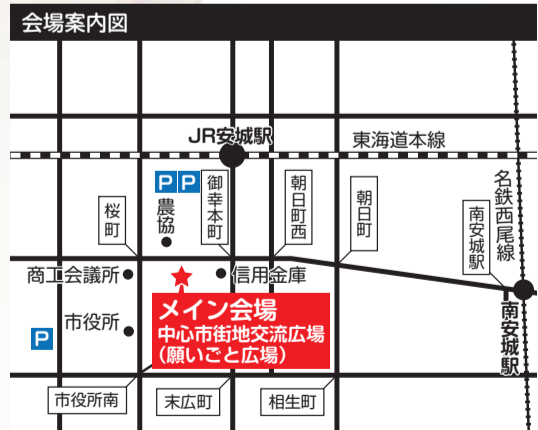 会場案内図
JR安城駅
東海道本線
P P
農協
御幸本町
朝日町西
朝日町
名鉄西尾線
南安城駅
桜町
商工会議所
信用金庫
メイン会場
中心市街地交流広場
(願いごと広場)
市役所
P
南安城駅
市役所南
末広町
相生町